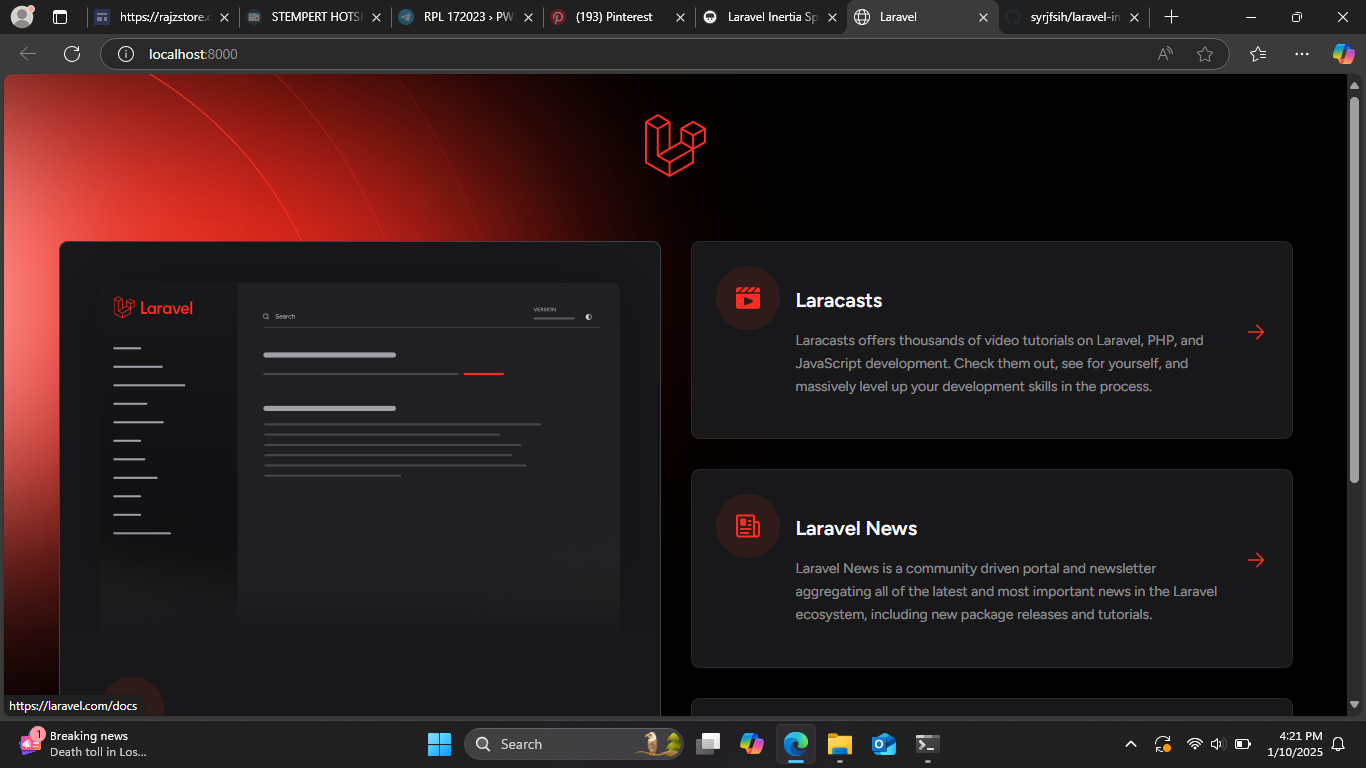 https://rajzstore.c
STEMPERT HOTS
RPL 172023 › PW
(193) Pinterest
Laravel Inertia Sp
Laravel
syrjfsih/laravel-in
localhost:8000
Laravel
Search
VERSION
Laracasts
Laracasts offers thousands of video tutorials on Laravel, PHP, and
JavaScript development. Check them out, see for yourself, and
massively level up your development skills in the process.
Laravel News
Laravel News is a community driven portal and newsletter
aggregating all of the latest and most important news in the Laravel
ecosystem, including new package releases and tutorials.
https://laravel.com/docs
1
Breaking news
Death toll in Los...
Search
4:21 PM
1/10/2025